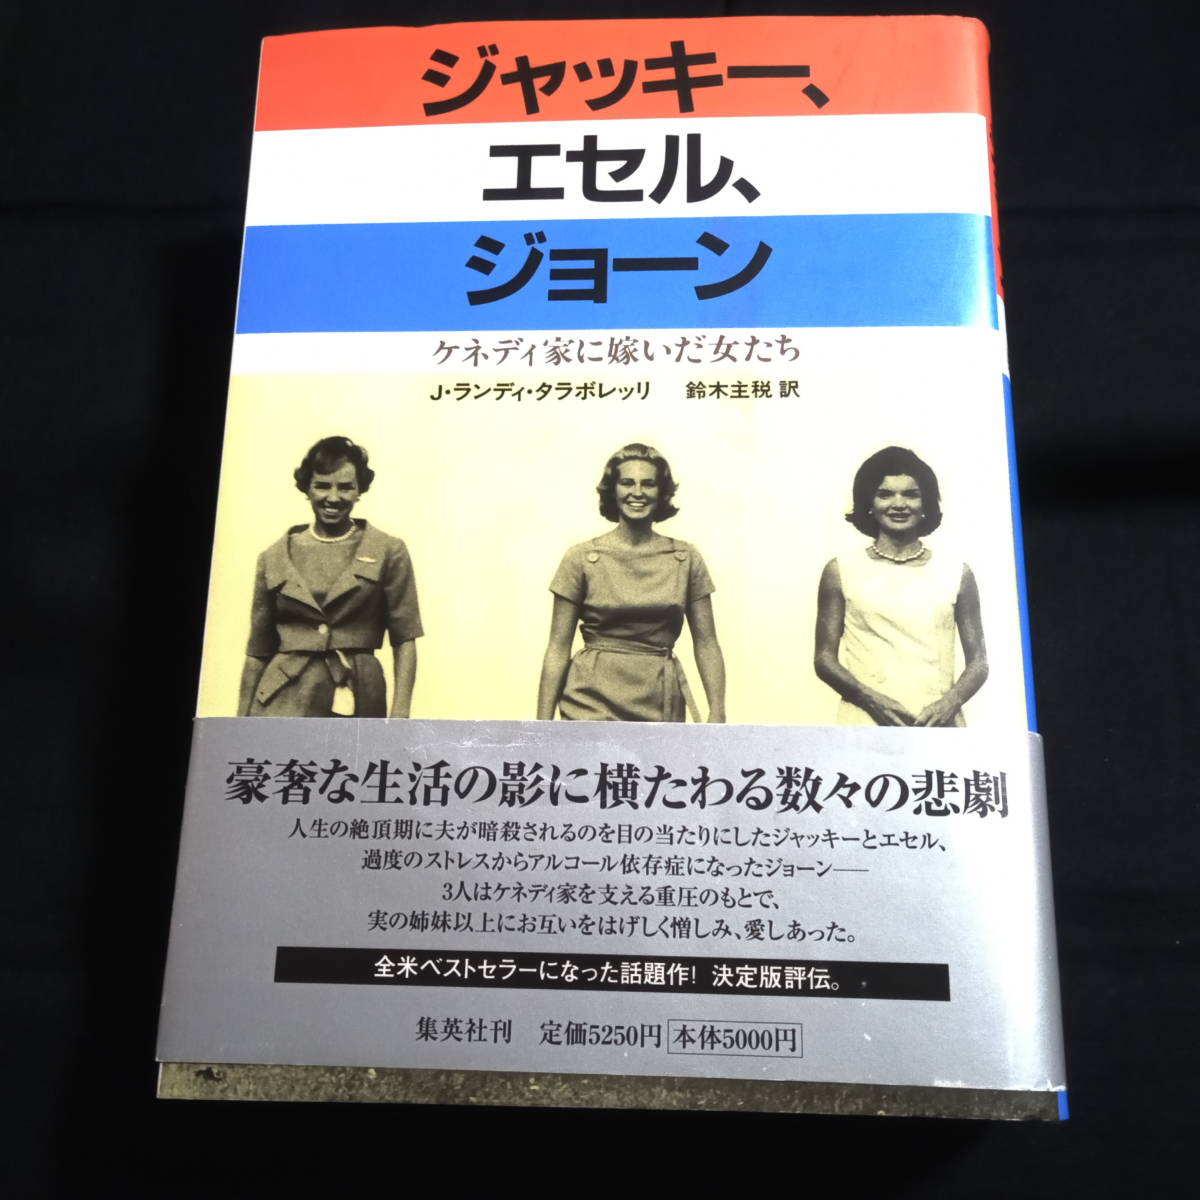 ジャッキー、
エセル、
ジョーン
ケネディ家に嫁いだ女たち
J・ランディ・タラボレッリ　鈴木主税 訳
豪奢な生活の影に横たわる数々の悲劇
人生の絶頂期に夫が暗殺されるのを目の当たりにしたジャッキーとエセル、
過度のストレスからアルコール依存症になったジョーン――
3人はケネディ家を支える重圧のもとで、
実の姉妹以上にお互いをはげしく憎しみ、愛しあった。
全米ベストセラーになった話題作! 決定版評伝。
集英社刊　定価5250円 本体5000円